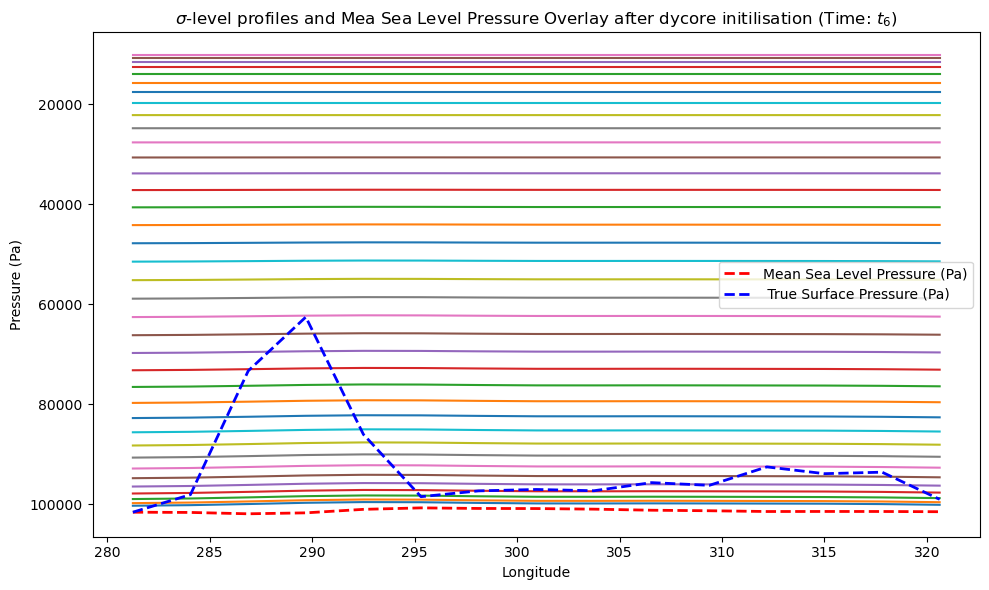 σ-level profiles and Mea Sea Level Pressure Overlay after dycore initilisation (Time: t₆)
Pressure (Pa)
20000
40000
60000
80000
100000
Mean Sea Level Pressure (Pa)
True Surface Pressure (Pa)
280 285 290 295 300 305 310 315 320
Longitude